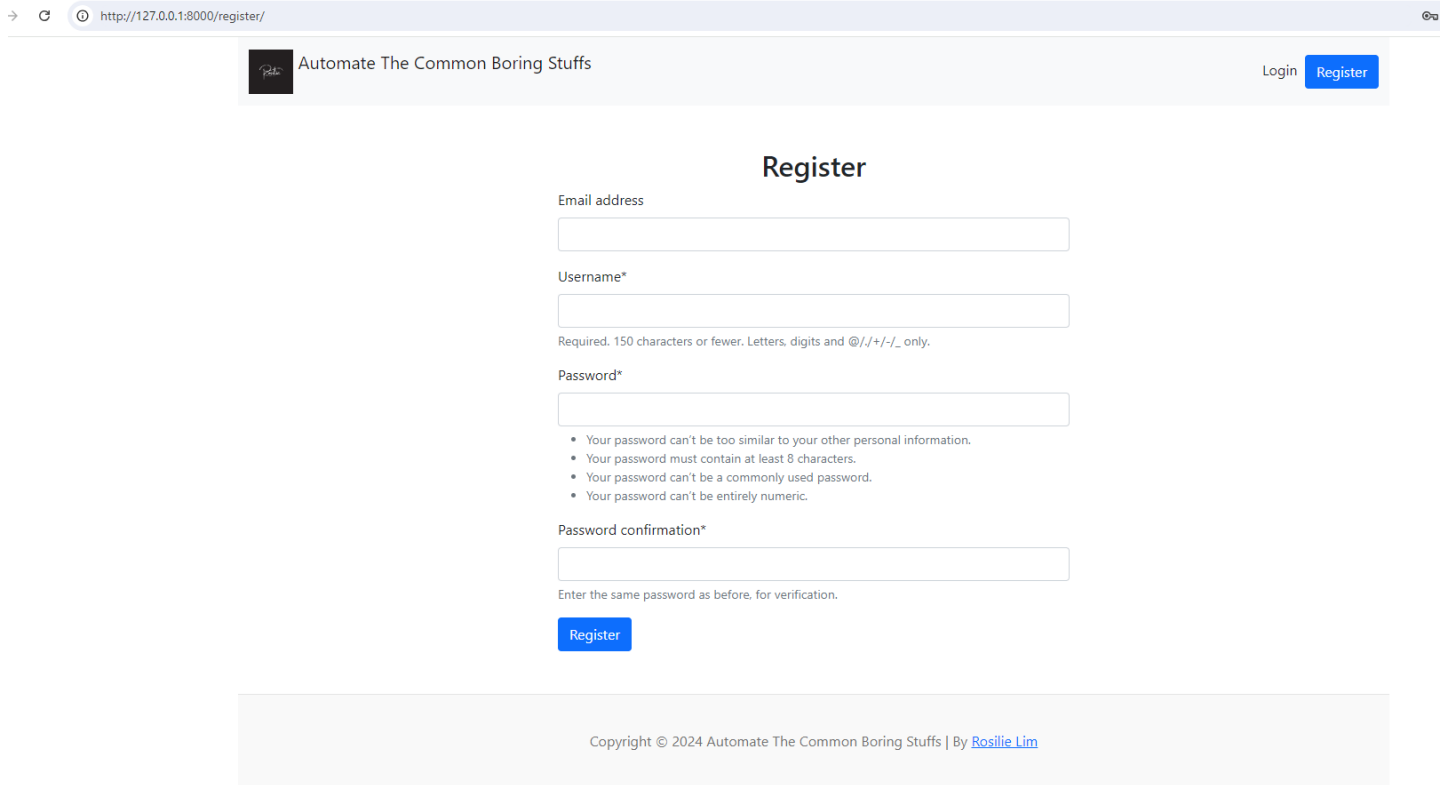 http://127.0.0.1:8000/register/
Automate The Common Boring Stuffs
Login Register
Register
Email address
Username*
Required. 150 characters or fewer. Letters, digits and @/./+/-/_ only.
Password*
Your password can't be too similar to your other personal information.
Your password must contain at least 8 characters.
Your password can't be a commonly used password.
Your password can't be entirely numeric.
Password confirmation*
Enter the same password as before, for verification.
Register
Copyright © 2024 Automate The Common Boring Stuffs | By Rosilie Lim